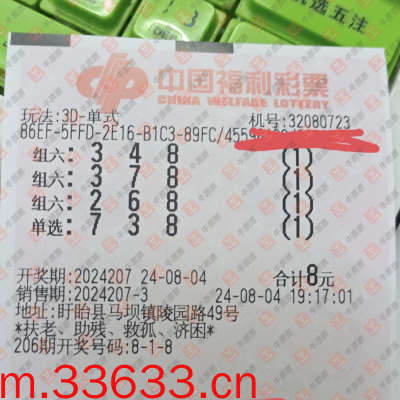 选五注
中国福利彩票
CHINA WELFARE LOTTERY
玩法:3D-单式 机号:32080723
86EF-5FFD-2E16-B1C3-89FC/4559
组六: 3 4 8 (1)
组六: 3 7 8 (1)
组六: 2 6 8 (1)
单选: 7 3 8 (1)
开奖期:2024207 24-08-04 合计8元
销售期:2024207-3 24-08-04 19:17:01
地址:盱眙县马坝镇陵园路49号
*扶老、助残、救孤、济困*
206期开奖号码:8-1-8
m.33633.cn